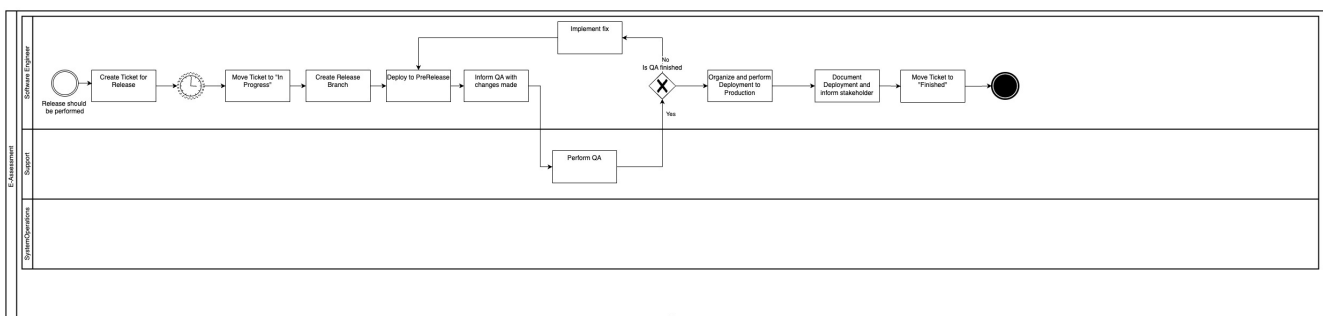 E-Assessment
Software Engineer
Release should
be performed
Create Ticket for
Release
Move Ticket to "In
Progress"
Create Release
Branch
Deploy to PreRelease
Inform QA with
changes made
Implement fix
No
Is QA finished
Yes
Organize and perform
Deployment to
Production
Document
Deployment and
inform stakeholder
Move Ticket to
"Finished"
Support
Perform QA
SystemOperations